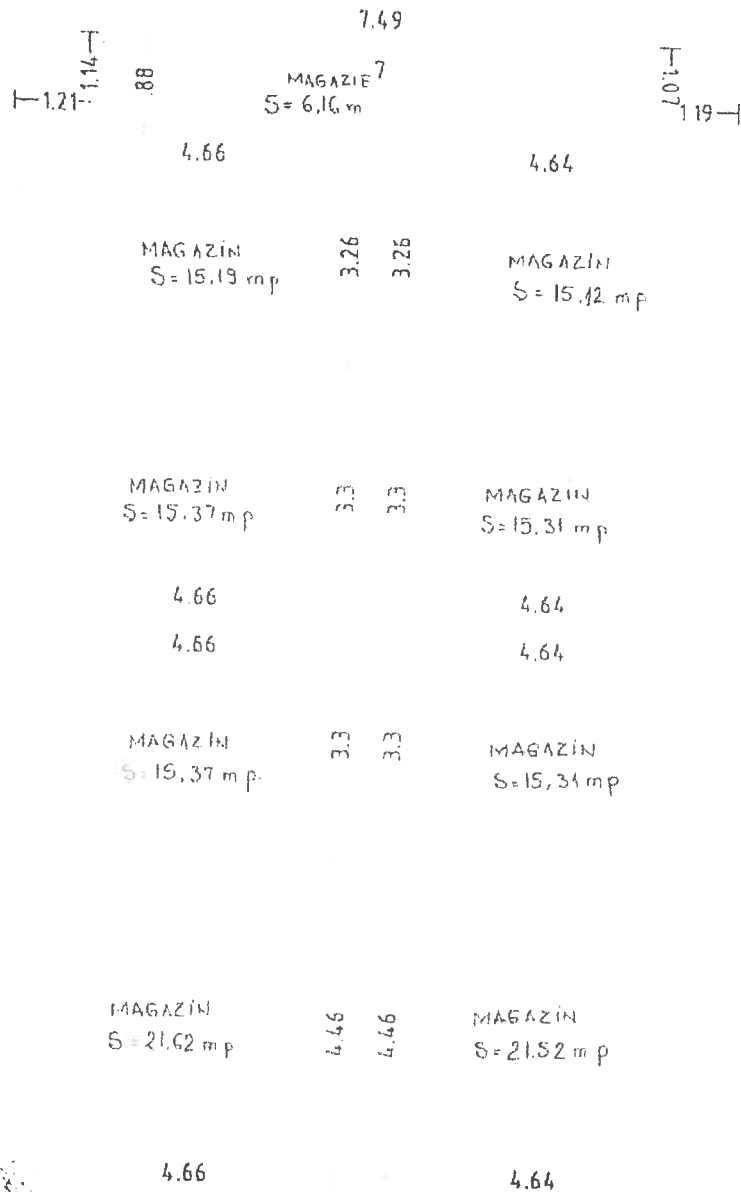 7.49
1.14
.88
MAGAZIE 7
1.07
1.21
S= 6,16 m
1 19
4.66
4.64
MAGAZIN
S= 15,19 mp
3.26
3.26
MAGAZIN
S= 15.12 mp
MAGAZIN
S= 15.37 mp
3.3
3.3
MAGAZIN
S= 15.31 mp
4.66
4.64
4.66
4.64
MAGAZIN
S= 15,37 mp.
3.3
3.3
MAGAZIN
S= 15,31 mp
MAGAZIN
S= 21,62 mp
4.46
4.46
MAGAZIN
S= 21.52 mp
4.66
4.64